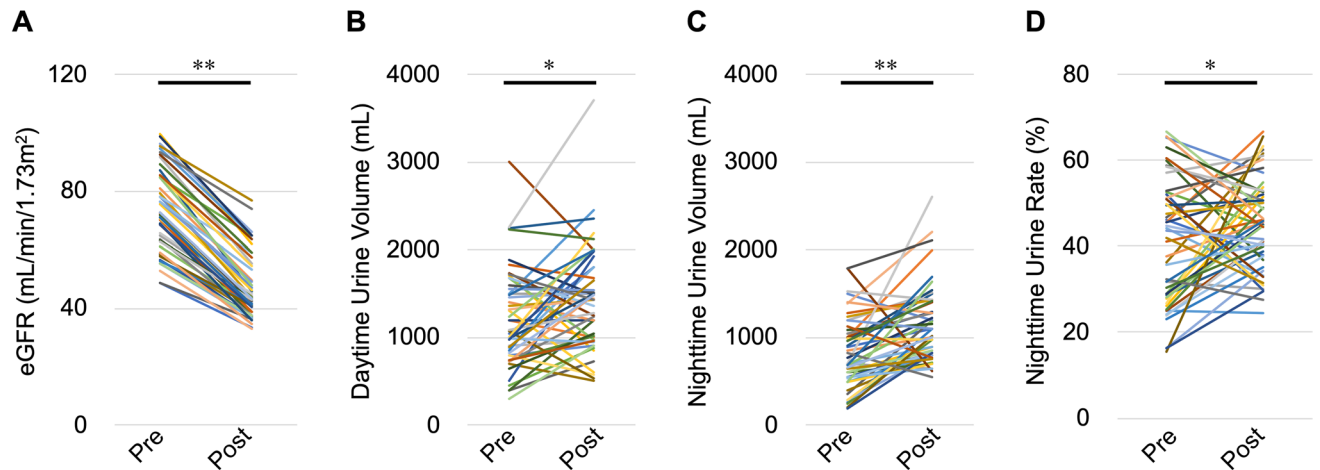 A
B
C
D
**
*
**
*
eGFR (mL/min/1.73m²)
120
80
40
0
Pre
Post
Daytime Urine Volume (mL)
4000
3000
2000
1000
0
Pre
Post
Nighttime Urine Volume (mL)
4000
3000
2000
1000
0
Pre
Post
Nighttime Urine Rate (%)
80
60
40
20
0
Pre
Post